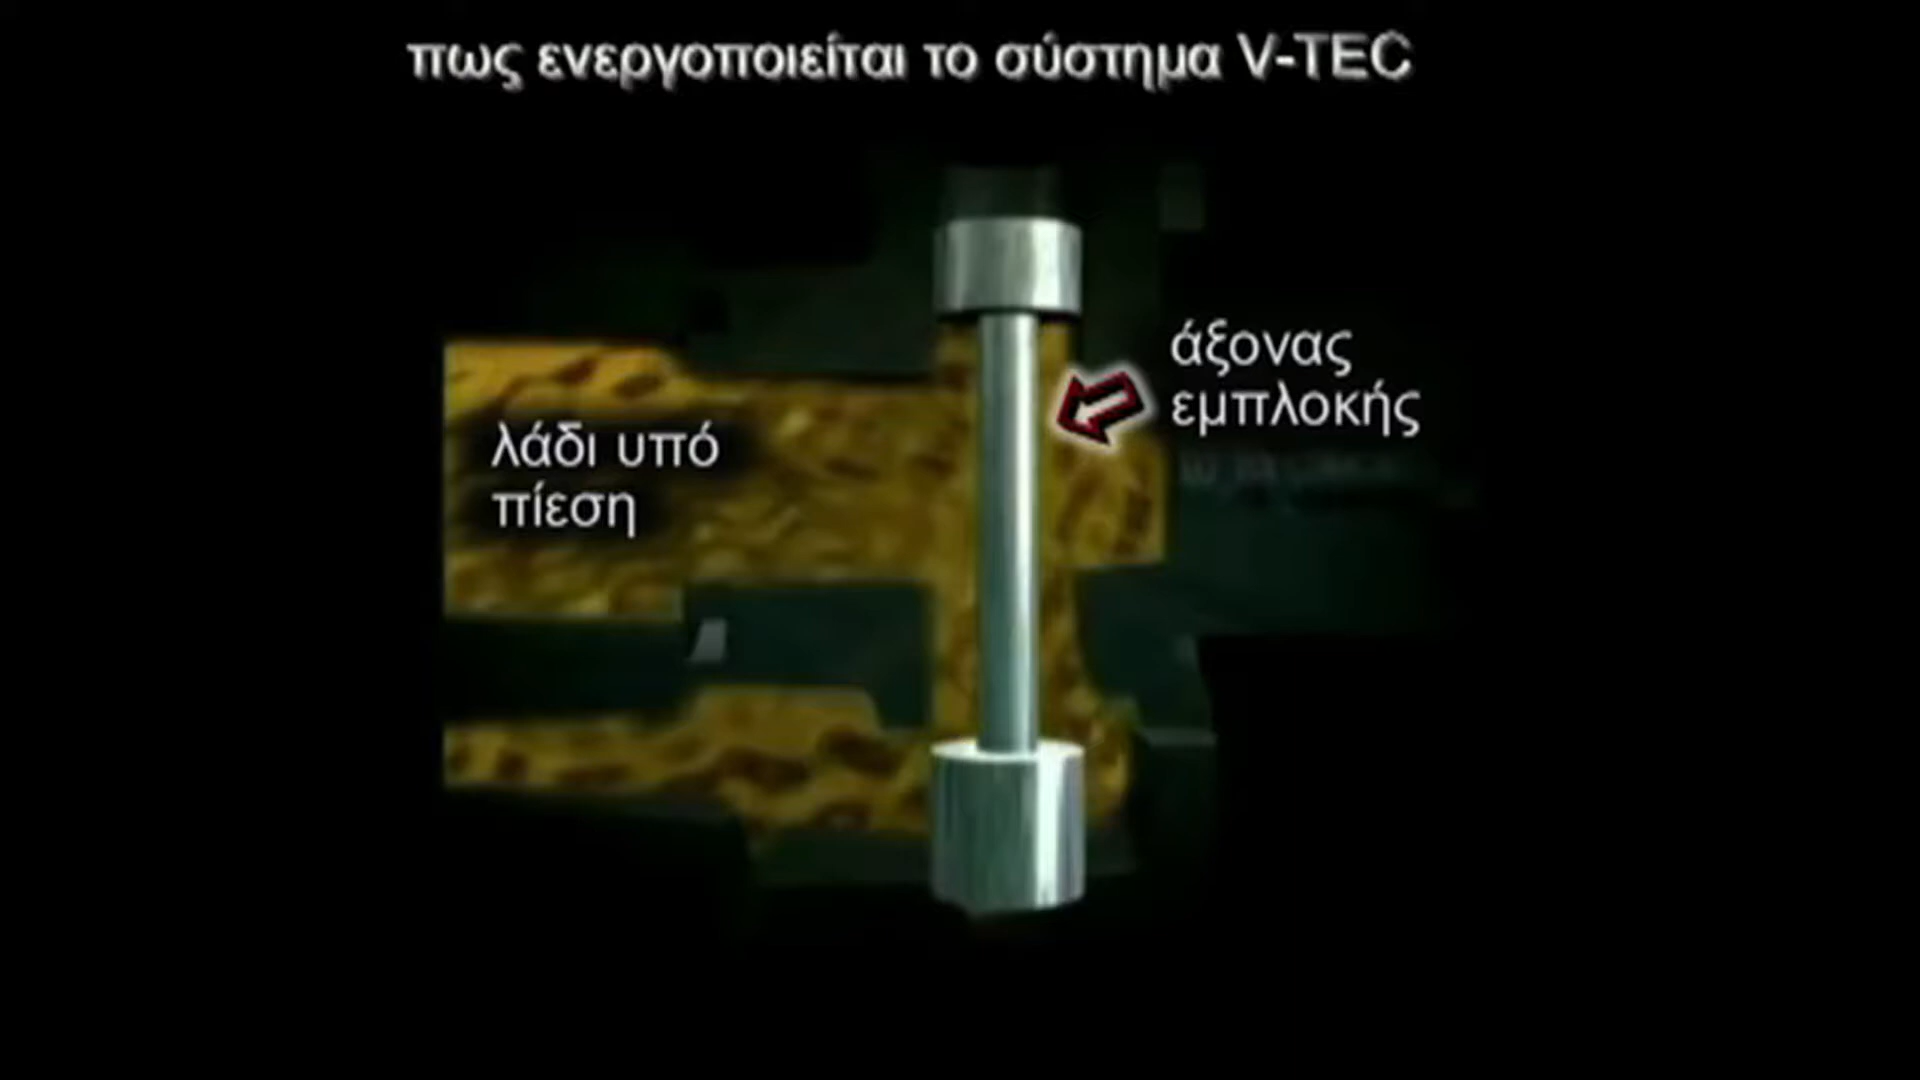 πως ενεργοποιείται το σύστημα V-TEC
άξονας
εμπλοκής
λάδι υπό
πίεση